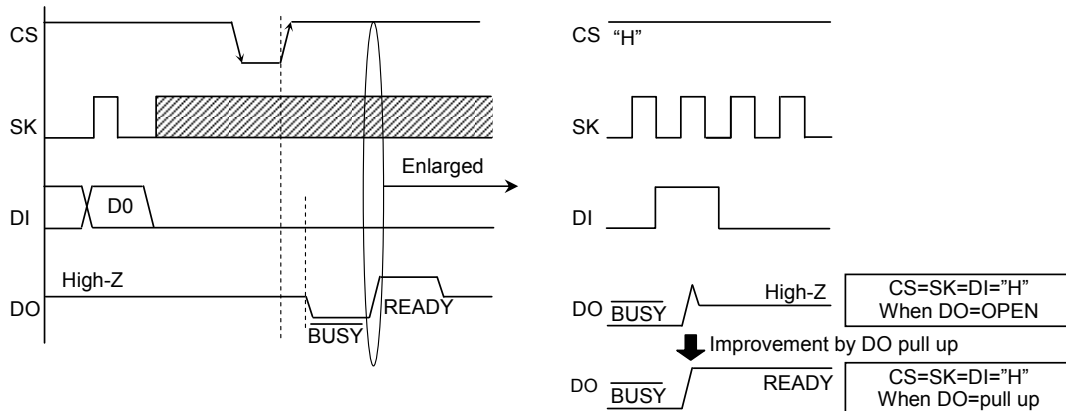 CS
SK
Enlarged
D0
DI
High-Z
DO
READY
BUSY
CS "H"
SK
DI
DO BUSY High-Z
CS=SK=DI="H"
When DO=OPEN
Improvement by DO pull up
DO BUSY READY
CS=SK=DI="H"
When DO=pull up